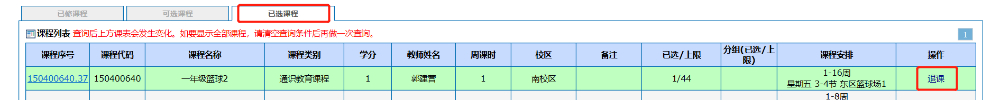 已修课程 可选课程 已选课程
课程列表 查询后上方课表会发生变化。如要显示全部课程，请清空查询条件后再做一次查询。 1
课程序号 课程代码 课程名称 课程类别 学分 教师姓名 周课时 校区 备注 已选/上限 分组(已选/上限) 课程安排 操作
150400640.37 150400640 一年级篮球2 通识教育课程 1 郭建营 1 南校区 1/44 1-16周
星期五 3-4节 东区篮球场1 退课
1-8周